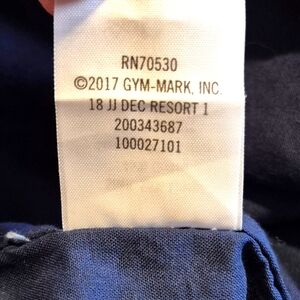 RN70530
©2017 GYM-MARK, INC.
18 JJ DEC RESORT 1
200343687
100027101